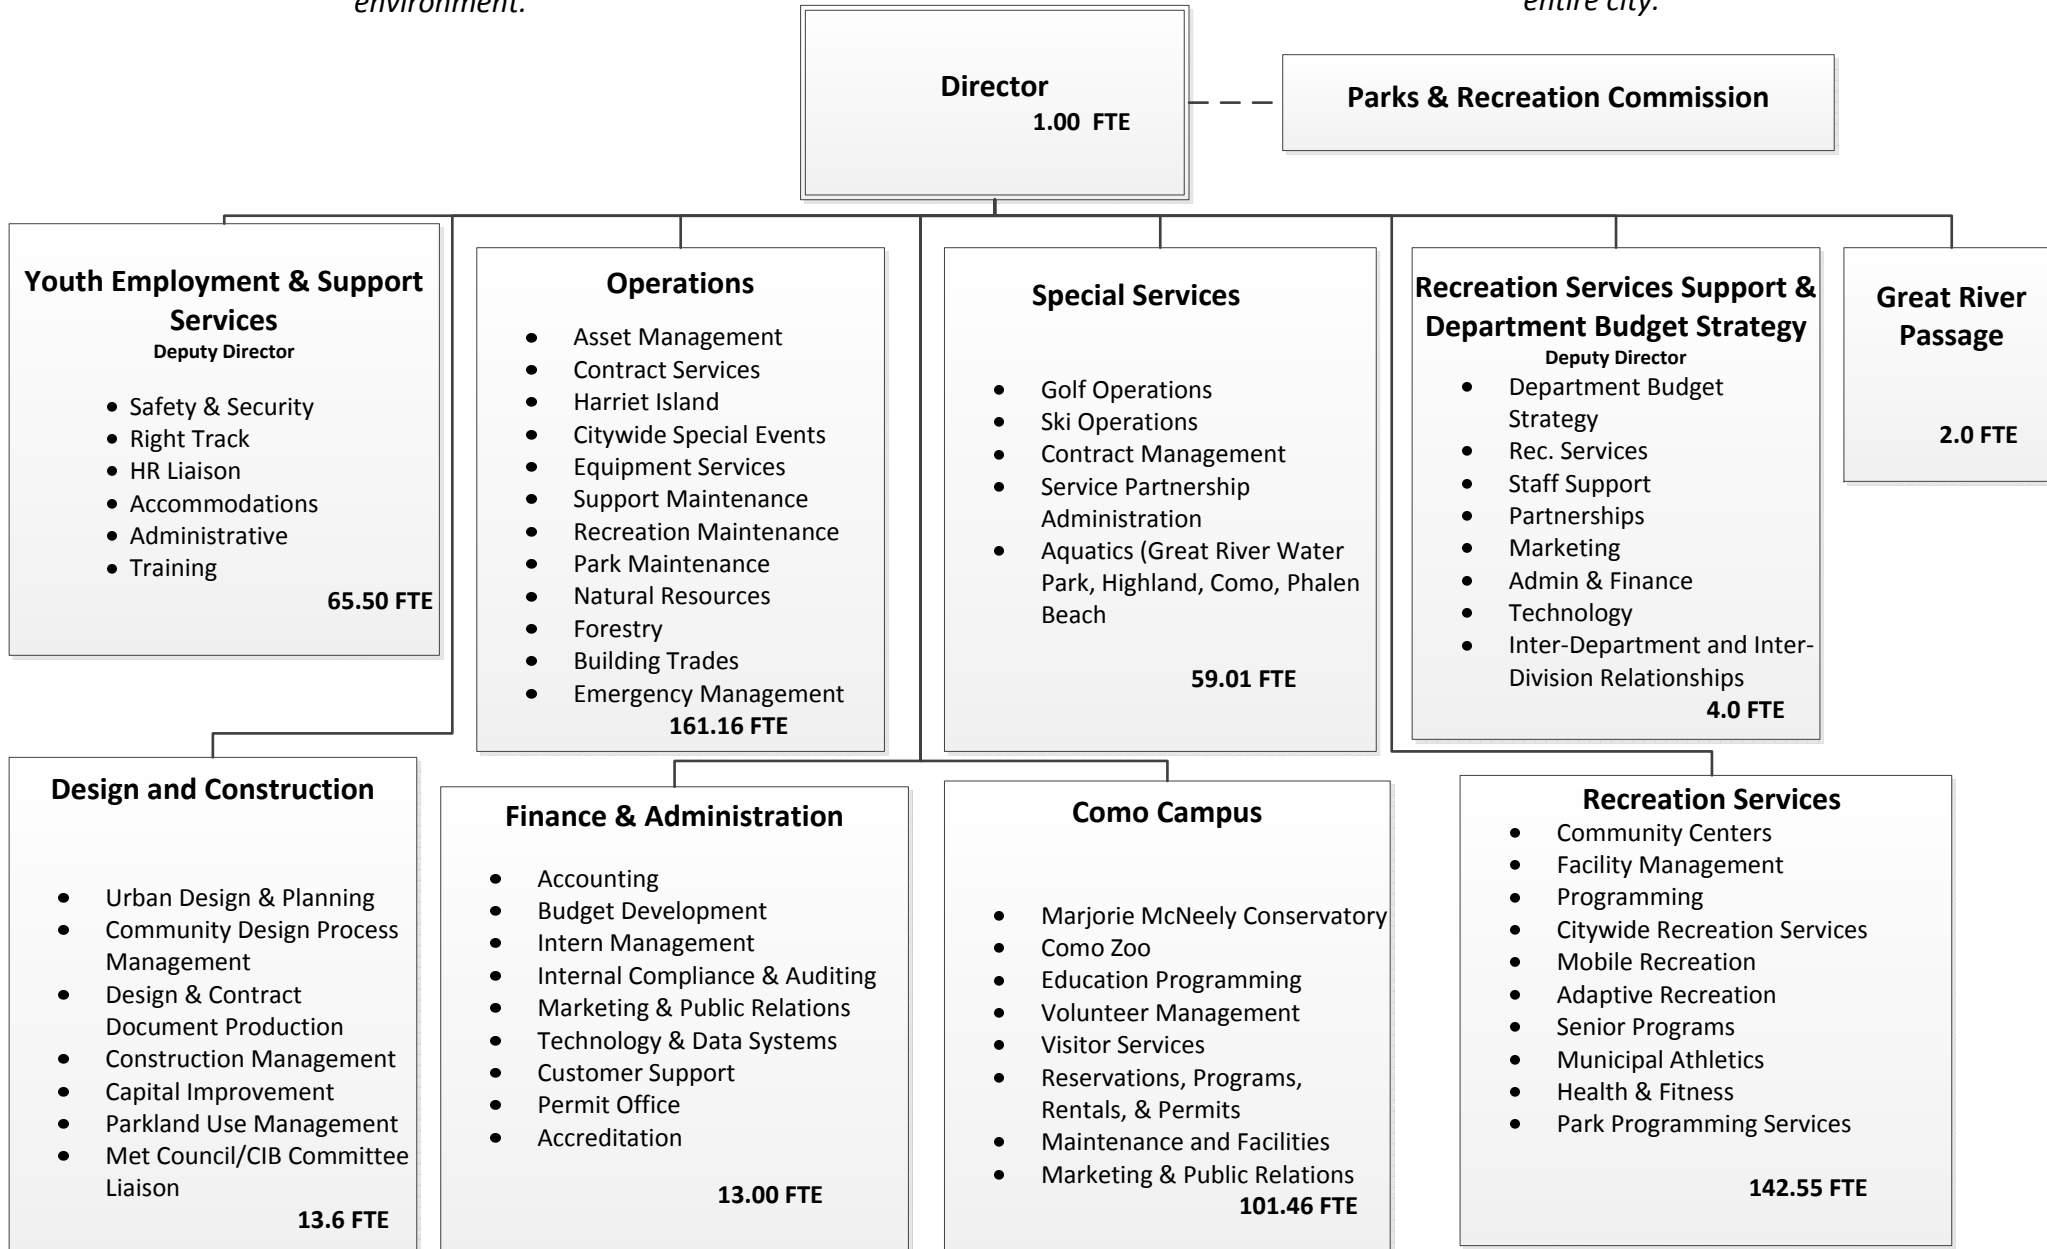 environment.
entire city.
Director
1.00 FTE
Parks & Recreation Commission
Youth Employment & Support
Services
Deputy Director
• Safety & Security
• Right Track
• HR Liaison
• Accommodations
• Administrative
• Training
65.50 FTE
Operations
• Asset Management
• Contract Services
• Harriet Island
• Citywide Special Events
• Equipment Services
• Support Maintenance
• Recreation Maintenance
• Park Maintenance
• Natural Resources
• Forestry
• Building Trades
• Emergency Management
161.16 FTE
Special Services
• Golf Operations
• Ski Operations
• Contract Management
• Service Partnership
Administration
• Aquatics (Great River Water
Park, Highland, Como, Phalen
Beach
59.01 FTE
Recreation Services Support &
Department Budget Strategy
Deputy Director
• Department Budget
Strategy
• Rec. Services
• Staff Support
• Partnerships
• Marketing
• Admin & Finance
• Technology
• Inter-Department and Inter-
Division Relationships
4.0 FTE
Great River
Passage
2.0 FTE
Design and Construction
• Urban Design & Planning
• Community Design Process
Management
• Design & Contract
Document Production
• Construction Management
• Capital Improvement
• Parkland Use Management
• Met Council/CIB Committee
Liaison
13.6 FTE
Finance & Administration
• Accounting
• Budget Development
• Intern Management
• Internal Compliance & Auditing
• Marketing & Public Relations
• Technology & Data Systems
• Customer Support
• Permit Office
• Accreditation
13.00 FTE
Como Campus
• Marjorie McNeely Conservatory
• Como Zoo
• Education Programming
• Volunteer Management
• Visitor Services
• Reservations, Programs,
Rentals, & Permits
• Maintenance and Facilities
• Marketing & Public Relations
101.46 FTE
Recreation Services
• Community Centers
• Facility Management
• Programming
• Citywide Recreation Services
• Mobile Recreation
• Adaptive Recreation
• Senior Programs
• Municipal Athletics
• Health & Fitness
• Park Programming Services
142.55 FTE